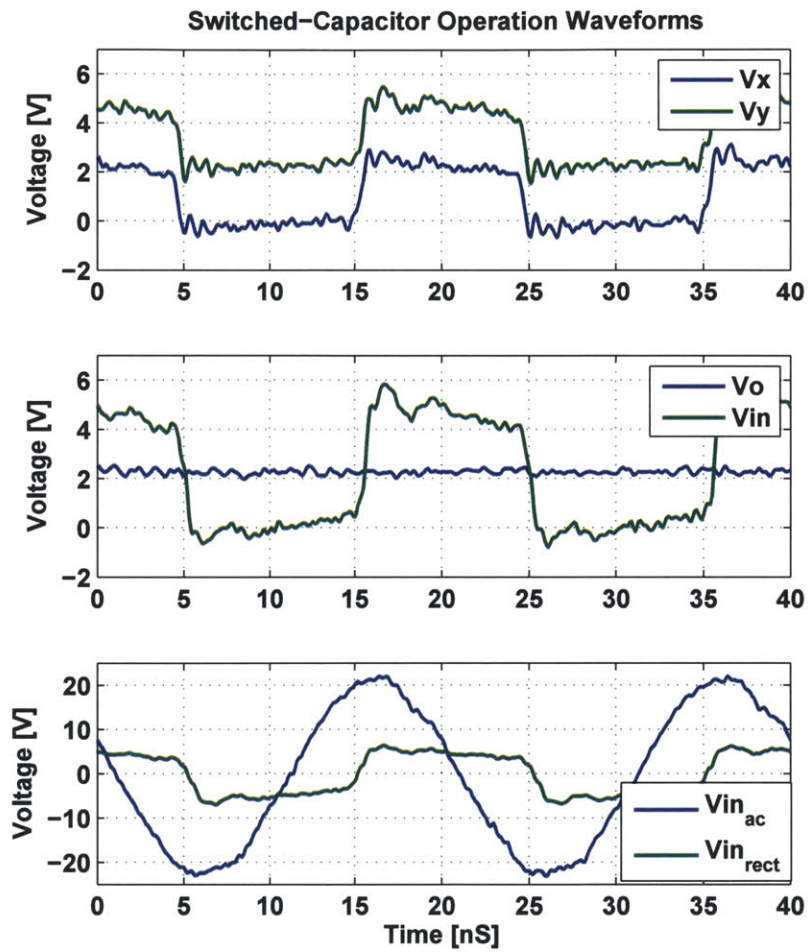 Switched-Capacitor Operation Waveforms
Voltage [V]
6
4
2
0
−2
0 5 10 15 20 25 30 35 40
Vx
Vy
Voltage [V]
6
4
2
0
−2
0 5 10 15 20 25 30 35 40
Vo
Vin
Voltage [V]
20
10
0
−10
−20
0 5 10 15 20 25 30 35 40
Vin_ac
Vin_rect
Time [nS]